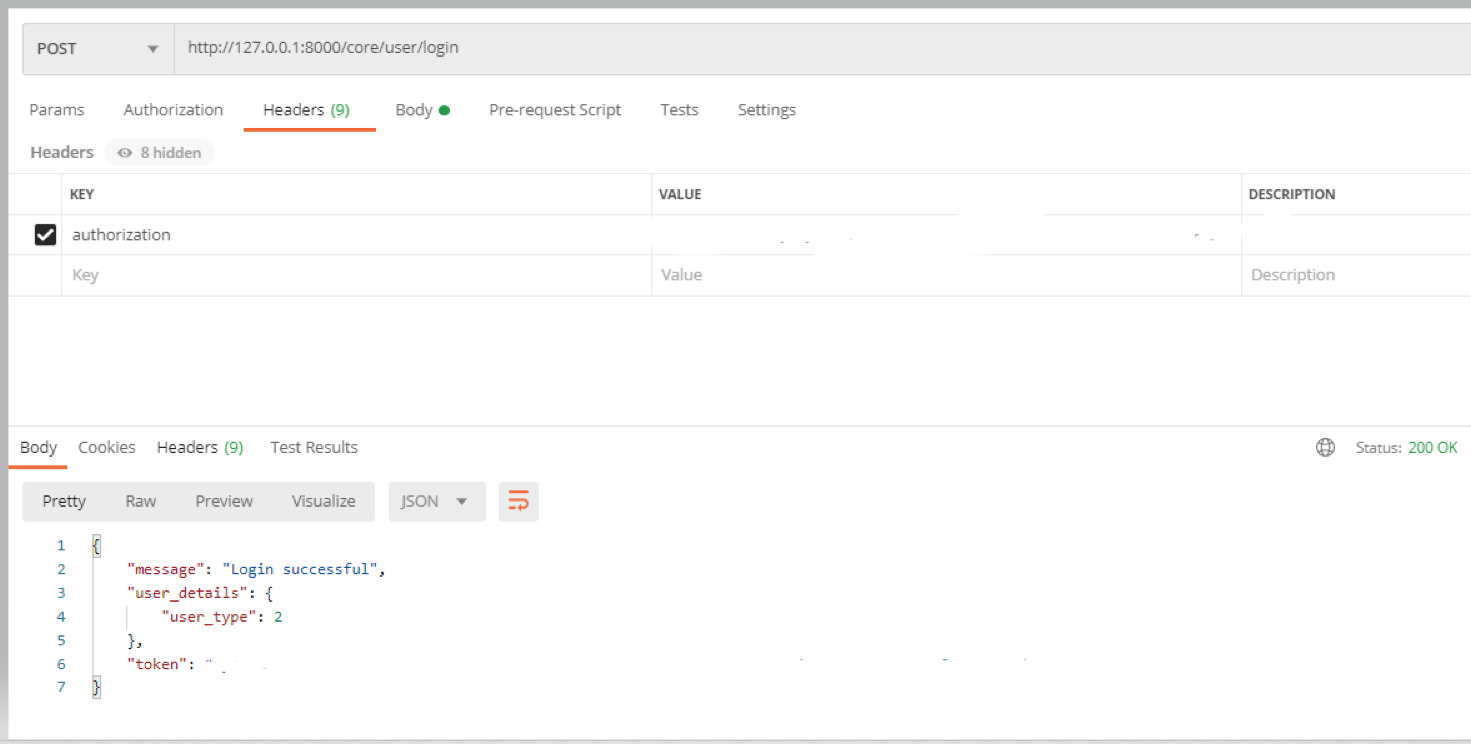 POST http://127.0.0.1:8000/core/user/login
Params Authorization Headers (9) Body Pre-request Script Tests Settings
Headers 8 hidden
KEY VALUE DESCRIPTION
authorization
Key Value Description
Body Cookies Headers (9) Test Results Status: 200 OK
Pretty Raw Preview Visualize JSON
1 {
2 "message": "Login successful",
3 "user_details": {
4 "user_type": 2
5 },
6 "token": "
7 }